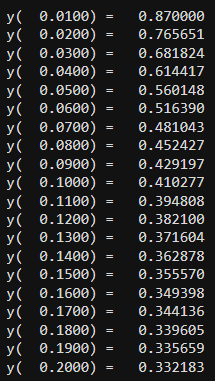 y(  0.0100) =   0.870000
y(  0.0200) =   0.765651
y(  0.0300) =   0.681824
y(  0.0400) =   0.614417
y(  0.0500) =   0.560148
y(  0.0600) =   0.516390
y(  0.0700) =   0.481043
y(  0.0800) =   0.452427
y(  0.0900) =   0.429197
y(  0.1000) =   0.410277
y(  0.1100) =   0.394808
y(  0.1200) =   0.382100
y(  0.1300) =   0.371604
y(  0.1400) =   0.362878
y(  0.1500) =   0.355570
y(  0.1600) =   0.349398
y(  0.1700) =   0.344136
y(  0.1800) =   0.339605
y(  0.1900) =   0.335659
y(  0.2000) =   0.332183